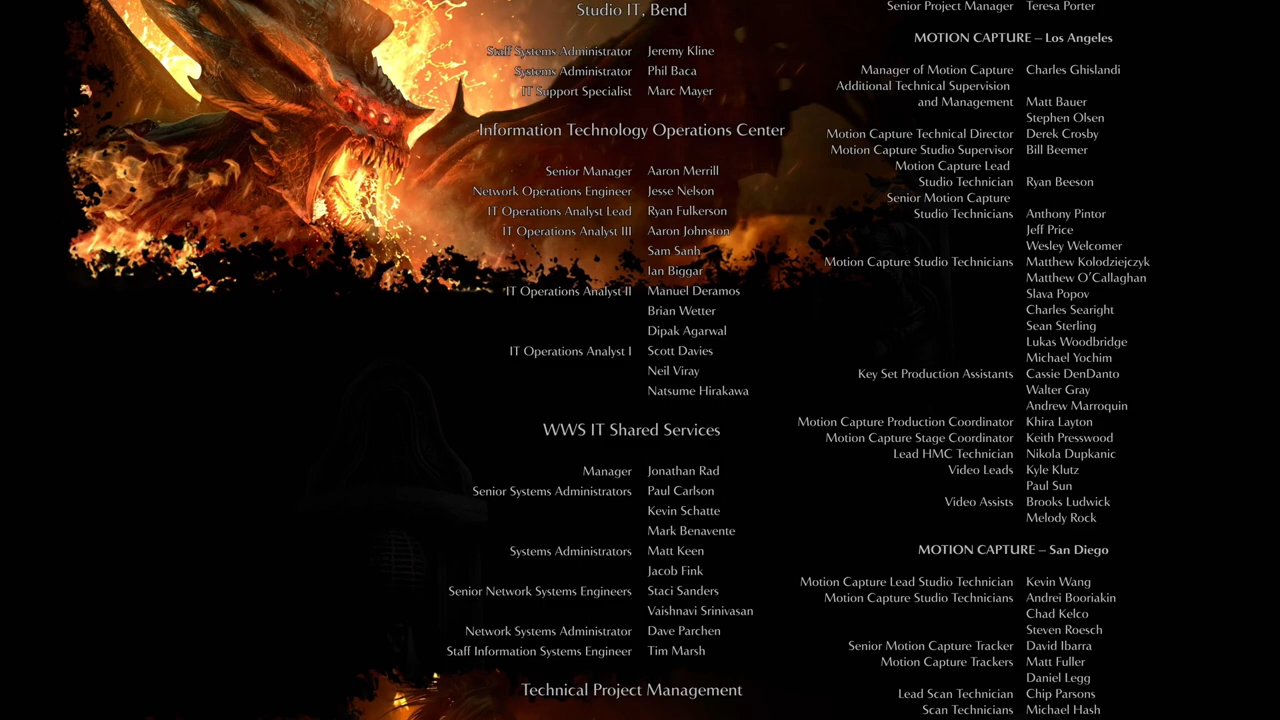 Studio IT, Bend
Staff Systems Administrator Jeremy Kline
Systems Administrator Phil Baca
IT Support Specialist Marc Mayer
Information Technology Operations Center
Senior Manager Aaron Merrill
Network Operations Engineer Jesse Nelson
IT Operations Analyst Lead Ryan Fulkerson
IT Operations Analyst III Aaron Johnston
Sam Sanh
Ian Biggar
IT Operations Analyst II Manuel Deramos
Brian Wetter
Dipak Agarwal
IT Operations Analyst I Scott Davies
Neil Viray
Natsume Hirakawa
WWS IT Shared Services
Manager Jonathan Rad
Senior Systems Administrators Paul Carlson
Kevin Schatte
Mark Benavente
Systems Administrators Matt Keen
Jacob Fink
Senior Network Systems Engineers Staci Sanders
Vaishnavi Srinivasan
Network Systems Administrator Dave Parchen
Staff Information Systems Engineer Tim Marsh
Technical Project Management
Senior Project Manager Teresa Porter
MOTION CAPTURE – Los Angeles
Manager of Motion Capture Charles Ghislandi
Additional Technical Supervision
and Management Matt Bauer
Stephen Olsen
Motion Capture Technical Director Derek Crosby
Motion Capture Studio Supervisor Bill Beemer
Motion Capture Lead
Studio Technician Ryan Beeson
Senior Motion Capture
Studio Technicians Anthony Pintor
Jeff Price
Wesley Welcomer
Motion Capture Studio Technicians Matthew Kolodziejczyk
Matthew O’Callaghan
Slava Popov
Charles Searight
Sean Sterling
Lukas Woodbridge
Michael Yochim
Key Set Production Assistants Cassie DenDanto
Walter Gray
Andrew Marroquin
Motion Capture Production Coordinator Khira Layton
Motion Capture Stage Coordinator Keith Presswood
Lead HMC Technician Nikola Dupkanic
Video Leads Kyle Klutz
Paul Sun
Video Assists Brooks Ludwick
Melody Rock
MOTION CAPTURE – San Diego
Motion Capture Lead Studio Technician Kevin Wang
Motion Capture Studio Technicians Andrei Booriakin
Chad Kelco
Steven Roesch
Senior Motion Capture Tracker David Ibarra
Motion Capture Trackers Matt Fuller
Daniel Legg
Lead Scan Technician Chip Parsons
Scan Technicians Michael Hash